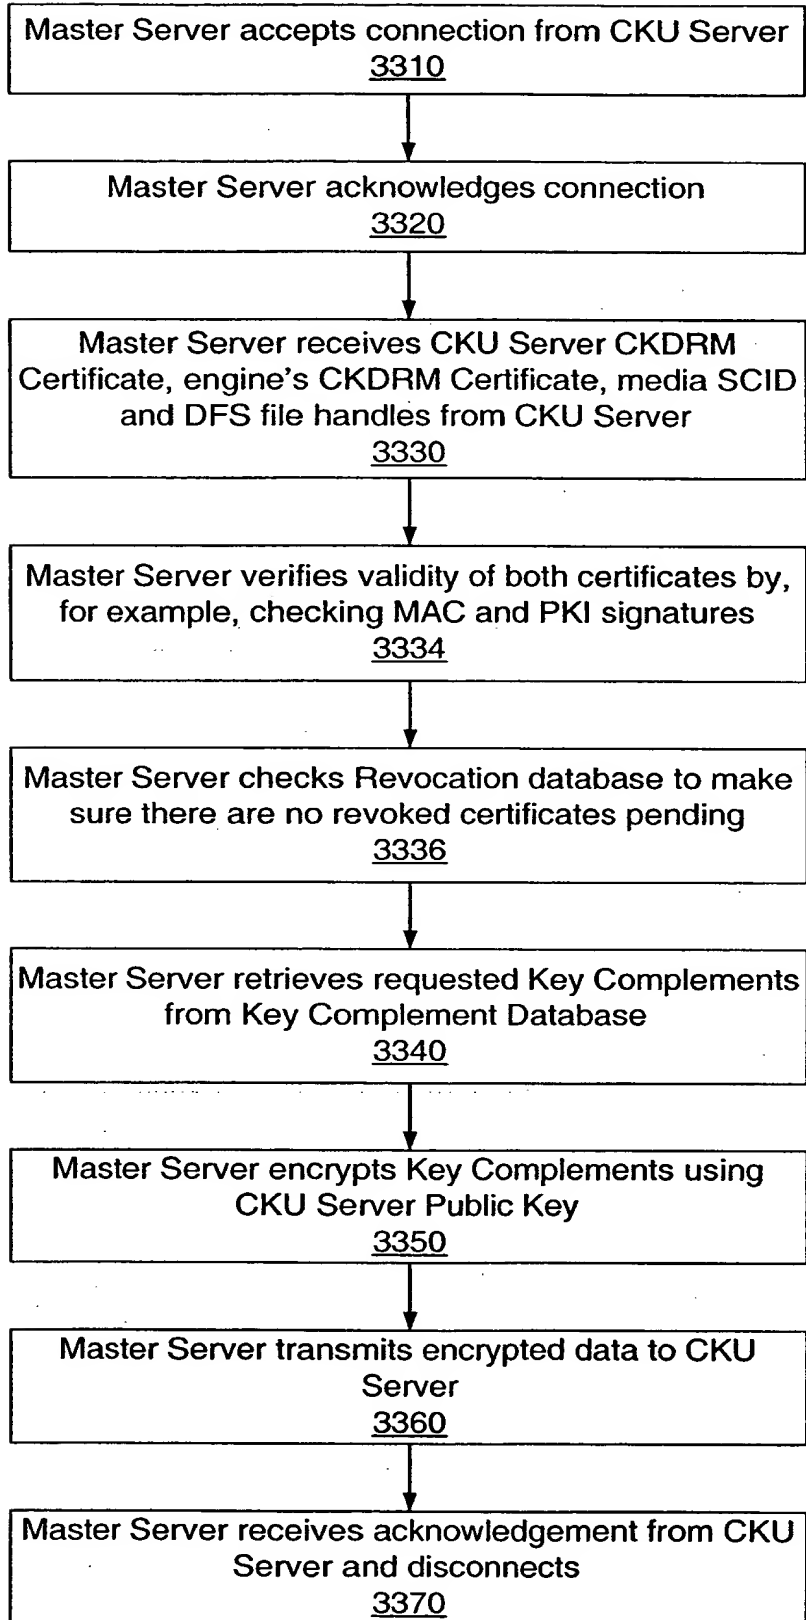 Master Server accepts connection from CKU Server
3310
Master Server acknowledges connection
3320
Master Server receives CKU Server CKDRM
Certificate, engine's CKDRM Certificate, media SCID
and DFS file handles from CKU Server
3330
Master Server verifies validity of both certificates by,
for example, checking MAC and PKI signatures
3334
Master Server checks Revocation database to make
sure there are no revoked certificates pending
3336
Master Server retrieves requested Key Complements
from Key Complement Database
3340
Master Server encrypts Key Complements using
CKU Server Public Key
3350
Master Server transmits encrypted data to CKU
Server
3360
Master Server receives acknowledgement from CKU
Server and disconnects
3370